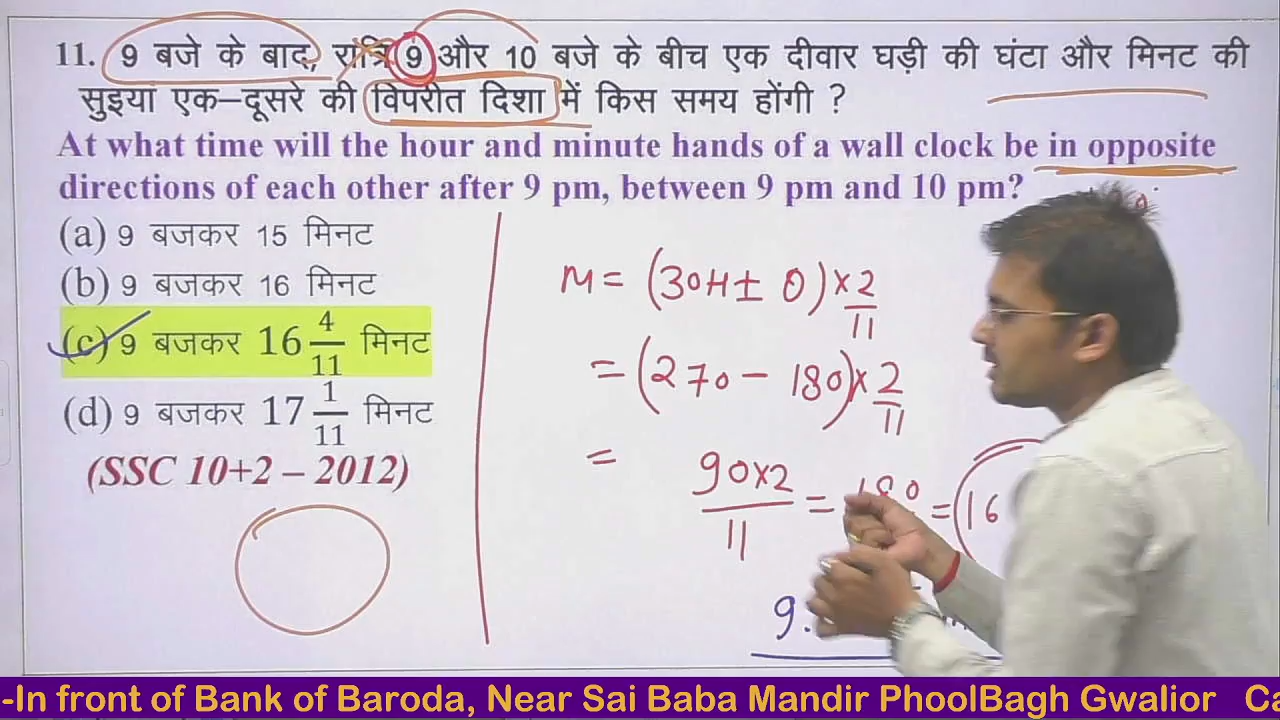 11. 9 बजे के बाद, रात्रि 9 और 10 बजे के बीच एक दीवार घड़ी की घंटा और मिनट की
सुइया एक–दूसरे की विपरीत दिशा में किस समय होंगी ?
At what time will the hour and minute hands of a wall clock be in opposite
directions of each other after 9 pm, between 9 pm and 10 pm?
(a) 9 बजकर 15 मिनट
(b) 9 बजकर 16 मिनट
(c) 9 बजकर 16 4/11 मिनट
(d) 9 बजकर 17 1/11 मिनट
(SSC 10+2 – 2012)
M = (30H ± θ) × 2/11
= (270 – 180) × 2/11
= 90×2/11 = 180 = 16
9.
-In front of Bank of Baroda, Near Sai Baba Mandir PhoolBagh Gwalior